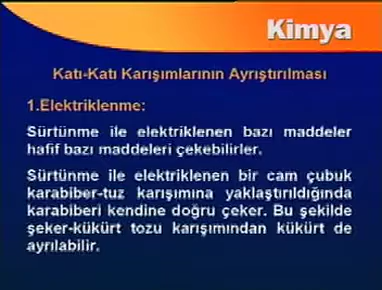 Kimya
Katı-Katı Karışımlarının Ayrıştırılması
1.Elektriklenme:
Sürtünme ile elektriklenen bazı maddeler
hafif bazı maddeleri çekebilirler.
Sürtünme ile elektriklenen bir cam çubuk
karabiber-tuz karışımına yaklaştırıldığında
karabiberi kendine doğru çeker. Bu şekilde
şeker-kükürt tozu karışımından kükürt de
ayrılabilir.